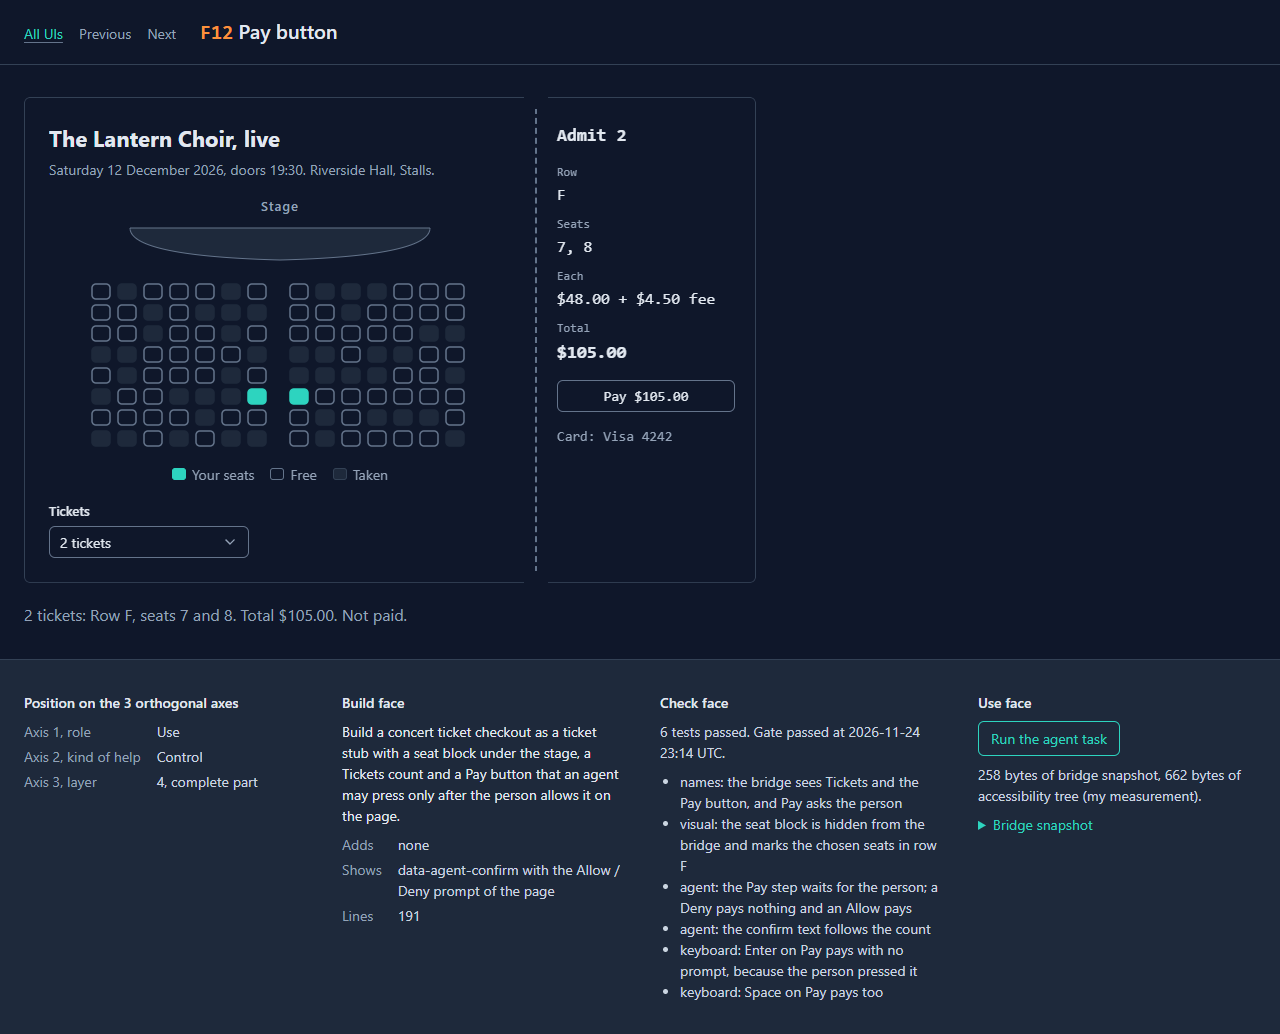 All UIs Previous Next F12 Pay button
The Lantern Choir, live
Saturday 12 December 2026, doors 19:30. Riverside Hall, Stalls.
Stage
Your seats Free Taken
Tickets
2 tickets
Admit 2
Row
F
Seats
7, 8
Each
$48.00 + $4.50 fee
Total
$105.00
Pay $105.00
Card: Visa 4242
2 tickets: Row F, seats 7 and 8. Total $105.00. Not paid.
Position on the 3 orthogonal axes
Axis 1, role Use
Axis 2, kind of help Control
Axis 3, layer 4, complete part
Build face
Build a concert ticket checkout as a ticket
stub with a seat block under the stage, a
Tickets count and a Pay button that an agent
may press only after the person allows it on
the page.
Adds none
Shows data-agent-confirm with the Allow /
Deny prompt of the page
Lines 191
Check face
6 tests passed. Gate passed at 2026-11-24
23:14 UTC.
names: the bridge sees Tickets and the
Pay button, and Pay asks the person
visual: the seat block is hidden from the
bridge and marks the chosen seats in row
F
agent: the Pay step waits for the person; a
Deny pays nothing and an Allow pays
agent: the confirm text follows the count
keyboard: Enter on Pay pays with no
prompt, because the person pressed it
keyboard: Space on Pay pays too
Use face
Run the agent task
258 bytes of bridge snapshot, 662 bytes of
accessibility tree (my measurement).
Bridge snapshot